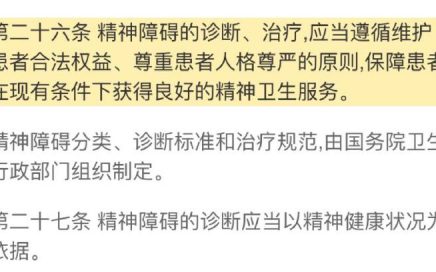 第二十六条 精神障碍的诊断、治疗,应当遵循维护
患者合法权益、尊重患者人格尊严的原则,保障患者
在现有条件下获得良好的精神卫生服务。
精神障碍分类、诊断标准和治疗规范,由国务院卫生
行政部门组织制定。
第二十七条 精神障碍的诊断应当以精神健康状况为
依据。